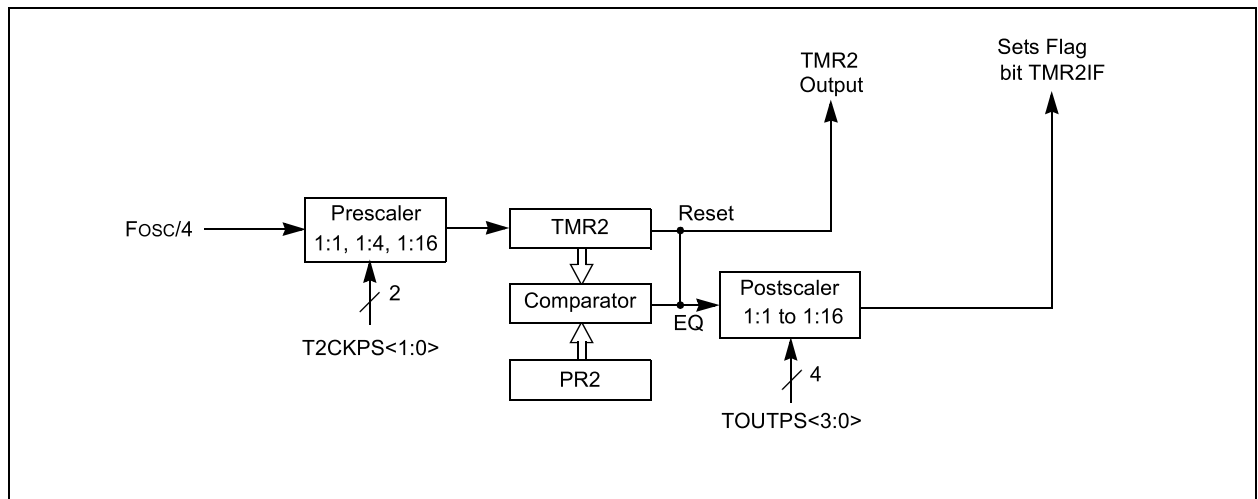 TMR2
Output
Sets Flag
bit TMR2IF
FOSC/4
Prescaler
1:1, 1:4, 1:16
2
T2CKPS<1:0>
TMR2
Reset
Comparator
EQ
PR2
Postscaler
1:1 to 1:16
4
TOUTPS<3:0>